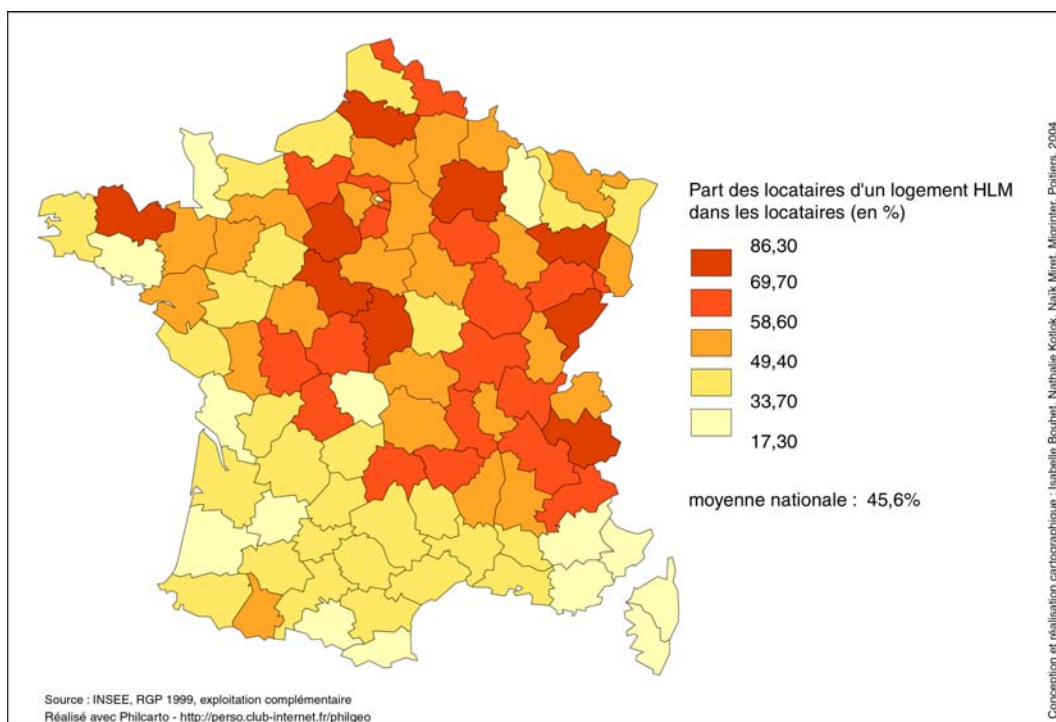 Part des locataires d'un logement HLM
dans les locataires (en %)
86,30
69,70
58,60
49,40
33,70
17,30
moyenne nationale : 45,6%
Source : INSEE, RGP 1999, exploitation complémentaire
Réalisé avec Philcarto - http://perso.club-internet.fr/philgeo
Conception et réalisation cartographique : Isabelle Bouhet, Nathalie Kotlok, Naïk Miret, Migrinter, Poitiers, 2004